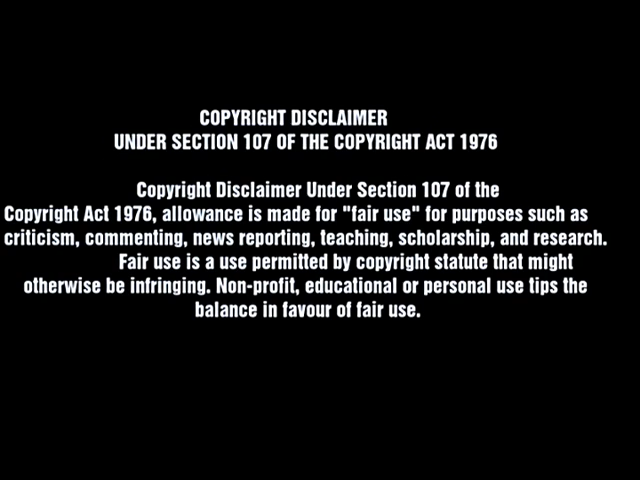 COPYRIGHT DISCLAIMER
UNDER SECTION 107 OF THE COPYRIGHT ACT 1976
Copyright Disclaimer Under Section 107 of the
Copyright Act 1976, allowance is made for "fair use" for purposes such as
criticism, commenting, news reporting, teaching, scholarship, and research.
Fair use is a use permitted by copyright statute that might
otherwise be infringing. Non-profit, educational or personal use tips the
balance in favour of fair use.